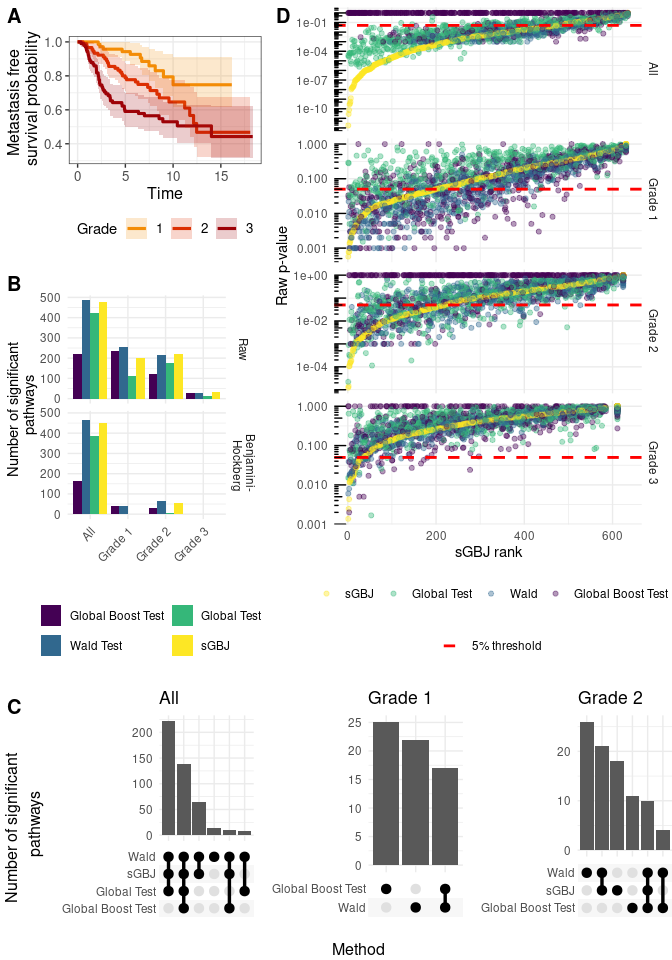 A
Metastasis free
survival probability
1.0
0.8
0.6
0.4
0
5
10
15
Time
Grade
1
2
3
B
Number of significant
pathways
500
400
300
200
100
0
Raw
500
400
300
200
100
0
Benjamini-
Hockberg
All
Grade 1
Grade 2
Grade 3
Global Boost Test
Global Test
Wald Test
sGBJ
D
Raw p-value
1e-01
1e-04
1e-07
1e-10
All
1.000
0.100
0.010
0.001
Grade 1
1e+00
1e-02
1e-04
Grade 2
1.000
0.100
0.010
0.001
Grade 3
0
200
400
600
sGBJ rank
sGBJ
Global Test
Wald
Global Boost Test
5% threshold
C
Number of significant
pathways
All
200
150
100
50
0
Wald
sGBJ
Global Test
Global Boost Test
Grade 1
25
20
15
10
5
0
Global Boost Test
Wald
Grade 2
20
10
0
Wald
sGBJ
Global Boost Test
Method